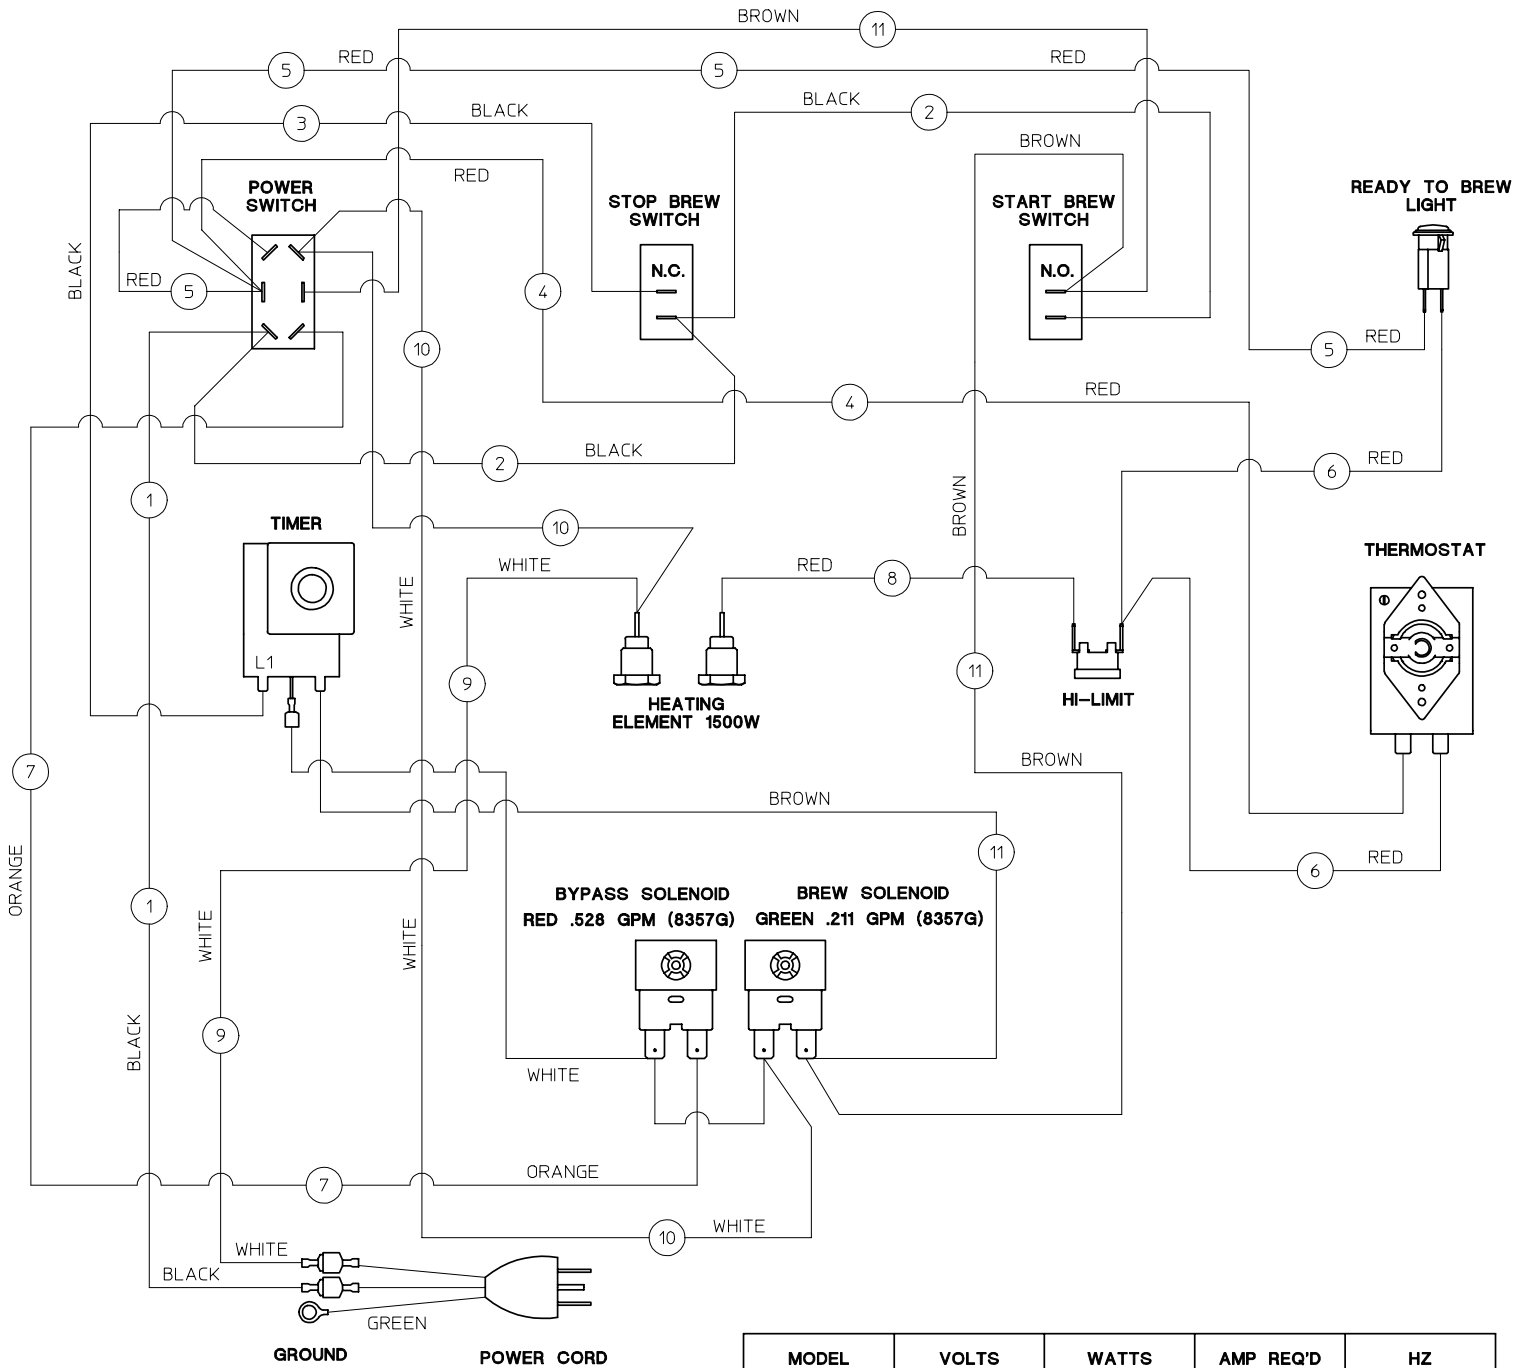 BROWN
11
RED
5
5
RED
BLACK
2
3
BLACK
BROWN
RED
POWER
SWITCH
STOP BREW
SWITCH
START BREW
SWITCH
READY TO BREW
LIGHT
BLACK
N.C.
N.O.
RED
5
4
10
5
RED
4
RED
2
BLACK
6
RED
1
BROWN
TIMER
10
THERMOSTAT
WHITE
RED
8
WHITE
L1
9
11
HI-LIMIT
HEATING
ELEMENT 1500W
7
BROWN
BROWN
11
ORANGE
6
RED
1
BYPASS SOLENOID
RED .528 GPM (8357G)
BREW SOLENOID
GREEN .211 GPM (8357G)
WHITE
WHITE
BLACK
9
WHITE
7
ORANGE
10
WHITE
WHITE
BLACK
GREEN
GROUND
POWER CORD
MODEL
VOLTS
WATTS
AMP REQ'D
HZ